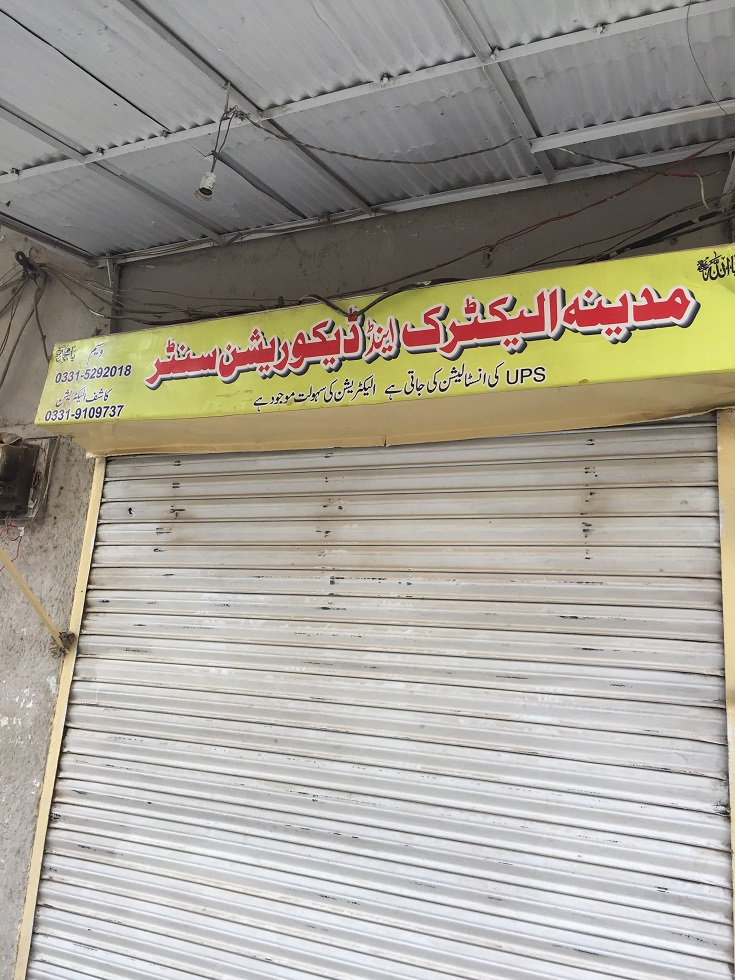 مدینہ الیکٹرک اینڈ ڈیکوریشن سنٹر
UPS کی انسٹالیشن کی جاتی ہے الیکٹریشن کی سہولت موجود ہے
0331-5292018
کاشف الیکٹریشن
0331-9109737